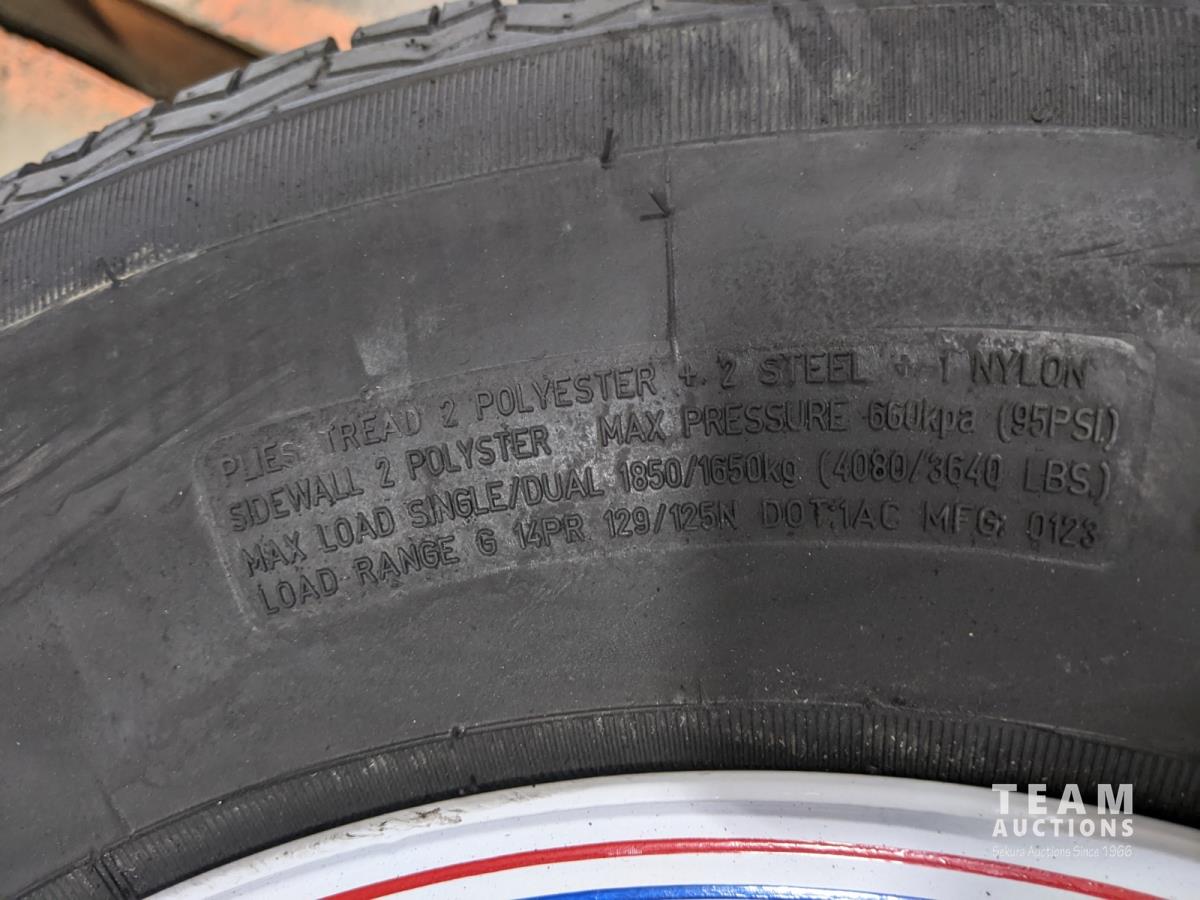 PLIES TREAD 2 POLYESTER + 2 STEEL + 1 NYLON
SIDEWALL 2 POLYSTER MAX PRESSURE 660kpa (95PSI.)
MAX LOAD SINGLE/DUAL 1850/1650kg (4080/3640 LBS.)
LOAD RANGE G 14PR 129/125N DOT:1AC MFG: 0123
TEAM
AUCTIONS
Sekura Auctions Since 1966